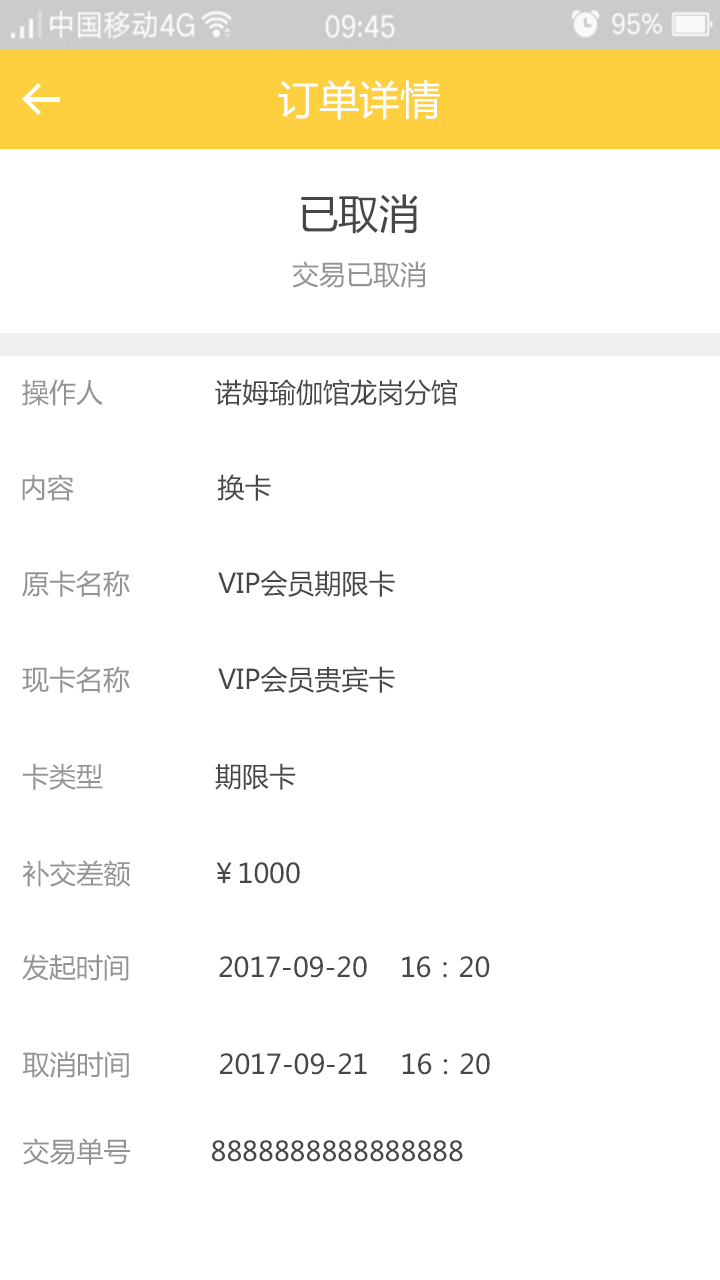 中国移动4G 09:45 95%
订单详情
已取消
交易已取消
操作人 诺姆瑜伽馆龙岗分馆
内容 换卡
原卡名称 VIP会员期限卡
现卡名称 VIP会员贵宾卡
卡类型 期限卡
补交差额 ¥1000
发起时间 2017-09-20 16：20
取消时间 2017-09-21 16：20
交易单号 8888888888888888